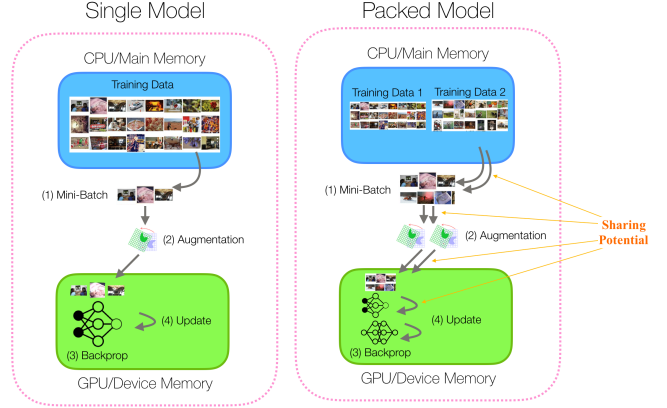 Single Model
CPU/Main Memory
Training Data
(1) Mini-Batch
(2) Augmentation
(4) Update
(3) Backprop
GPU/Device Memory
Packed Model
CPU/Main Memory
Training Data 1
Training Data 2
(1) Mini-Batch
(2) Augmentation
Sharing
Potential
(4) Update
(3) Backprop
GPU/Device Memory